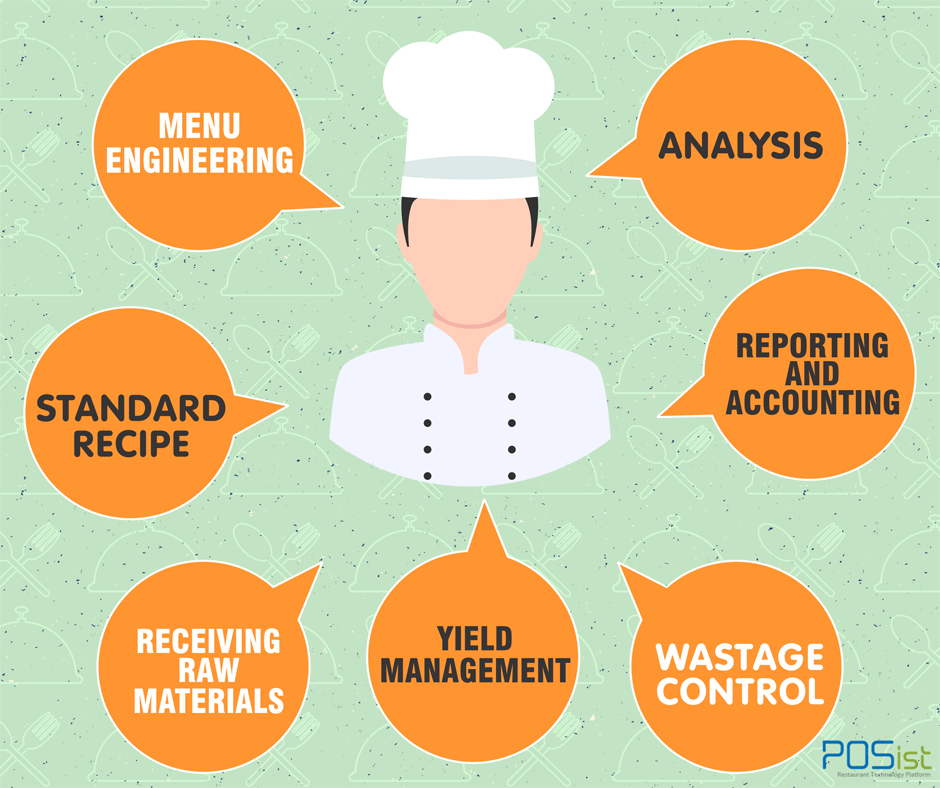 MENU
ENGINEERING
ANALYSIS
STANDARD
RECIPE
REPORTING
AND
ACCOUNTING
RECEIVING
RAW
MATERIALS
YIELD
MANAGEMENT
WASTAGE
CONTROL
POSist
Restaurant Technology Platform